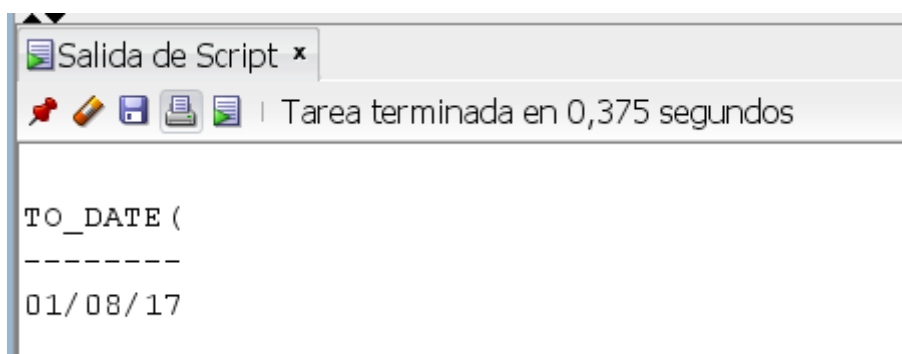 Salida de Script ×
Tarea terminada en 0,375 segundos
TO_DATE(
--------
01/08/17